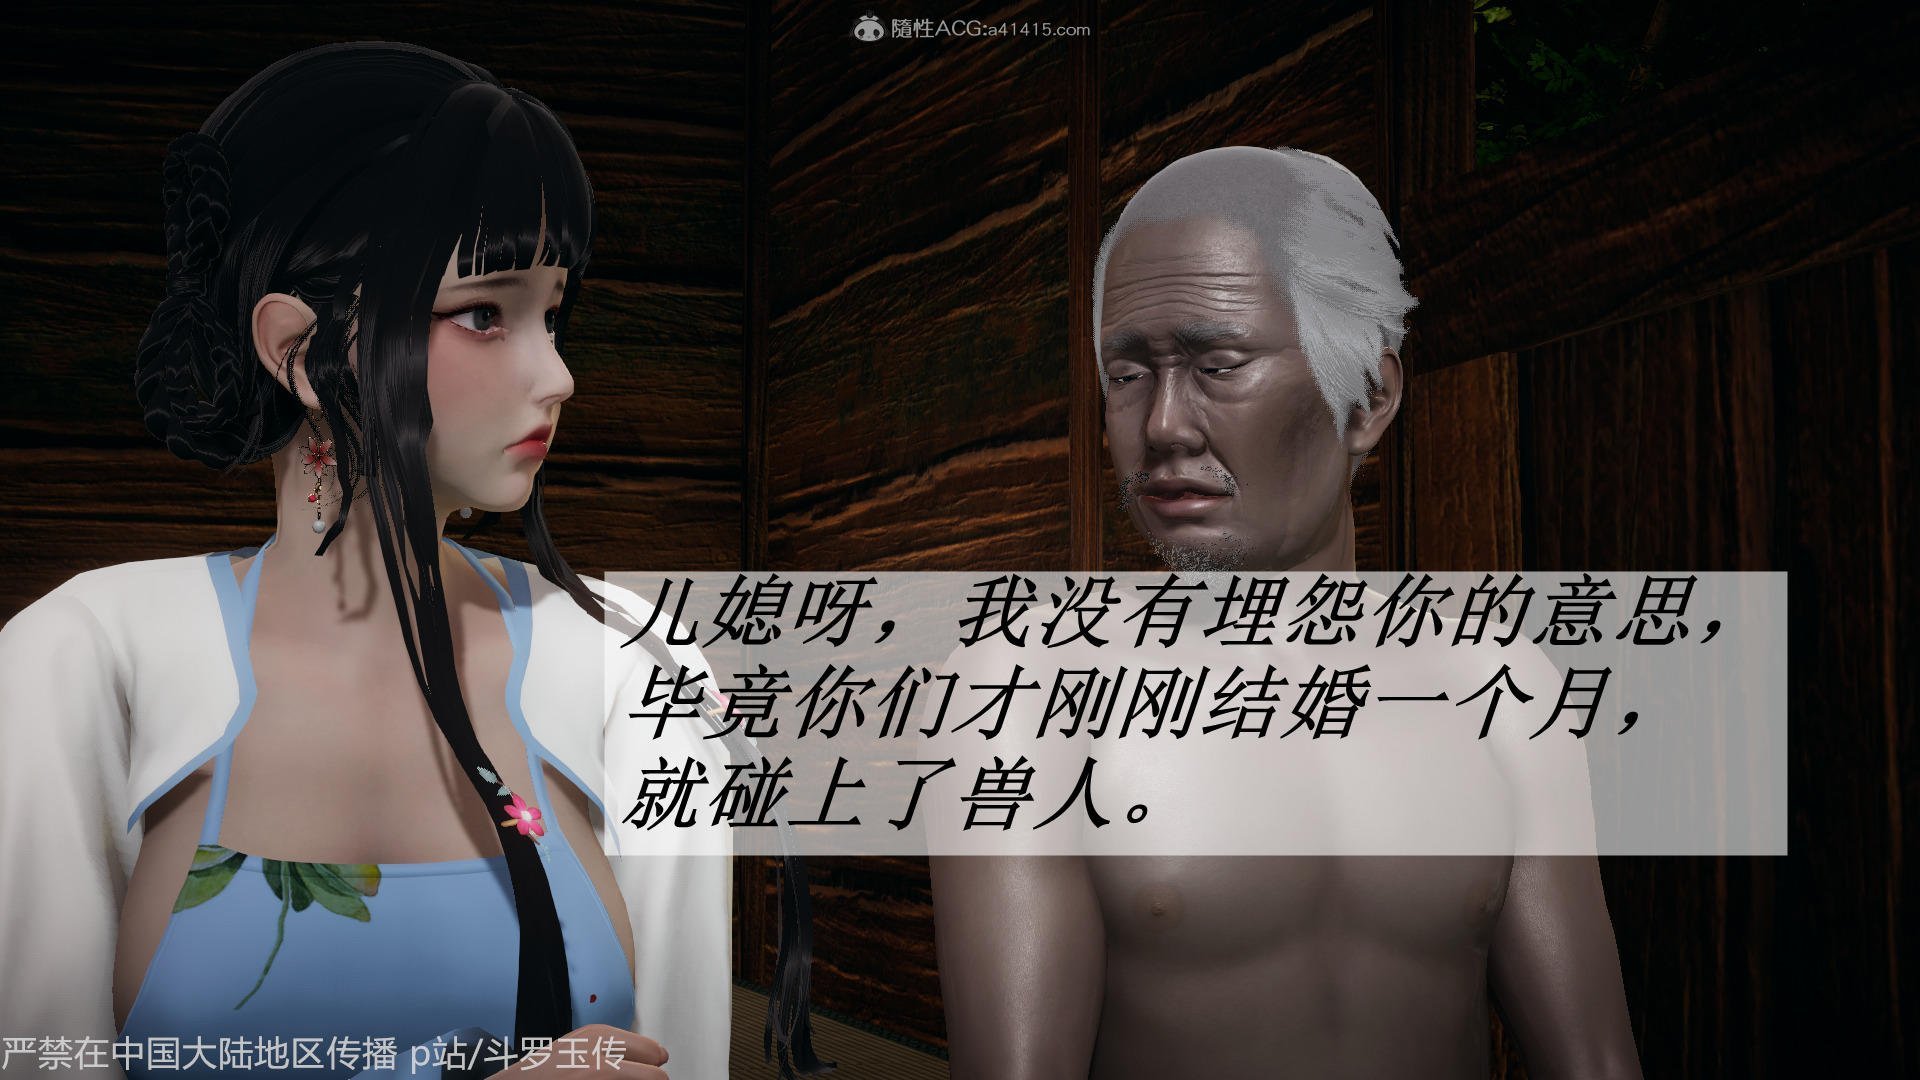 隨性ACG:a41415.com
儿媳呀，我没有埋怨你的意思，
毕竟你们才刚刚结婚一个月，
就碰上了兽人。
严禁在中国大陆地区传播 p站/斗罗玉传